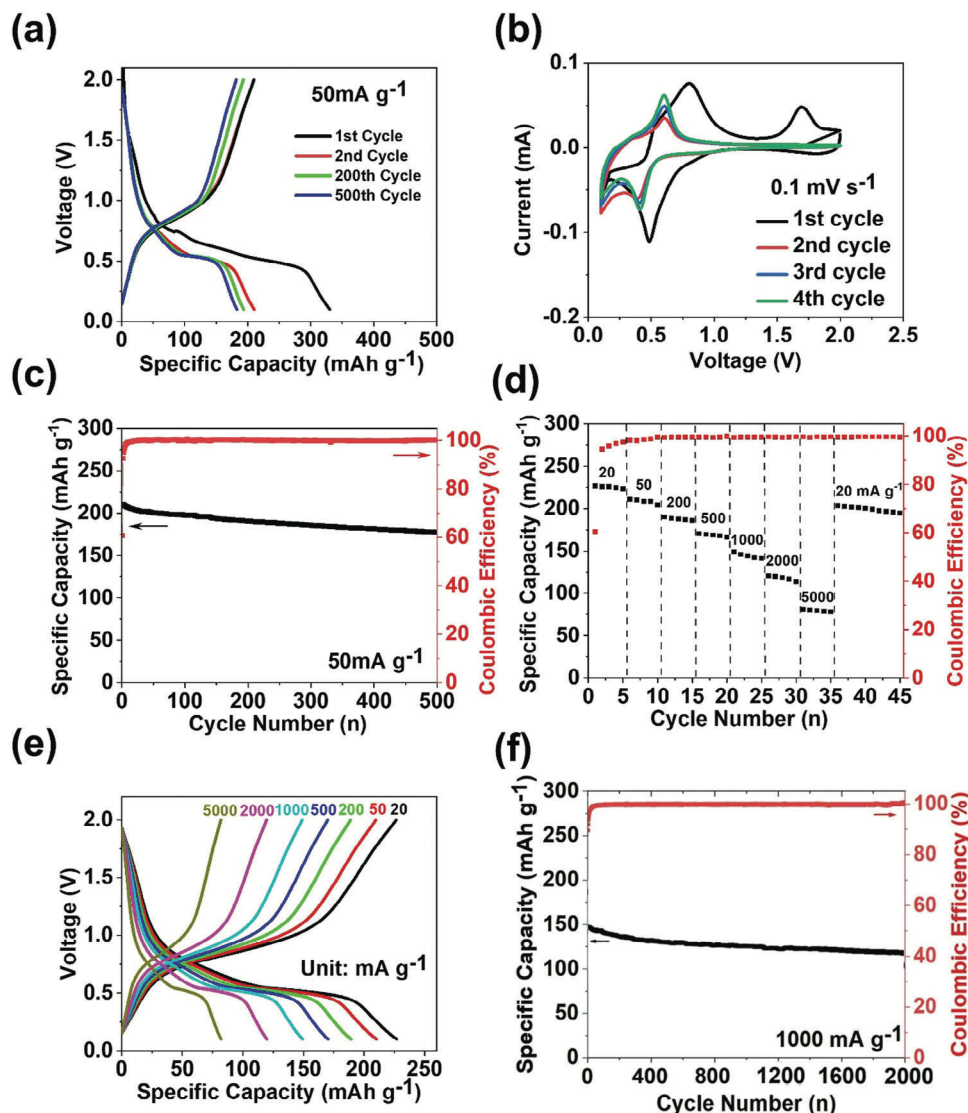 (a)
50mA g-1
1st Cycle
2nd Cycle
200th Cycle
500th Cycle
2.0
1.5
1.0
0.5
0.0
Voltage (V)
0 100 200 300 400 500
Specific Capacity (mAh g-1)
(b)
0.1
0.0
-0.1
-0.2
Current (mA)
0.1 mV s-1
1st cycle
2nd cycle
3rd cycle
4th cycle
0.0 0.5 1.0 1.5 2.0 2.5
Voltage (V)
(c)
300
250
200
150
100
50
0
Specific Capacity (mAh g-1)
100
80
60
40
20
0
Coulombic Efficiency (%)
50mA g-1
0 100 200 300 400 500
Cycle Number (n)
(d)
300
250
200
150
100
50
0
Specific Capacity (mAh g-1)
20
50
200
500
1000
2000
5000
20 mA g-1
100
80
60
40
20
0
Coulombic Efficiency (%)
0 5 10 15 20 25 30 35 40 45
Cycle Number (n)
(e)
5000 2000 1000 500 200 50 20
2.0
1.5
1.0
0.5
0.0
Voltage (V)
Unit: mA g-1
0 50 100 150 200 250
Specific Capacity (mAh g-1)
(f)
300
250
200
150
100
50
0
Specific Capacity (mAh g-1)
100
80
60
40
20
0
Coulombic Efficiency (%)
1000 mA g-1
0 400 800 1200 1600 2000
Cycle Number (n)